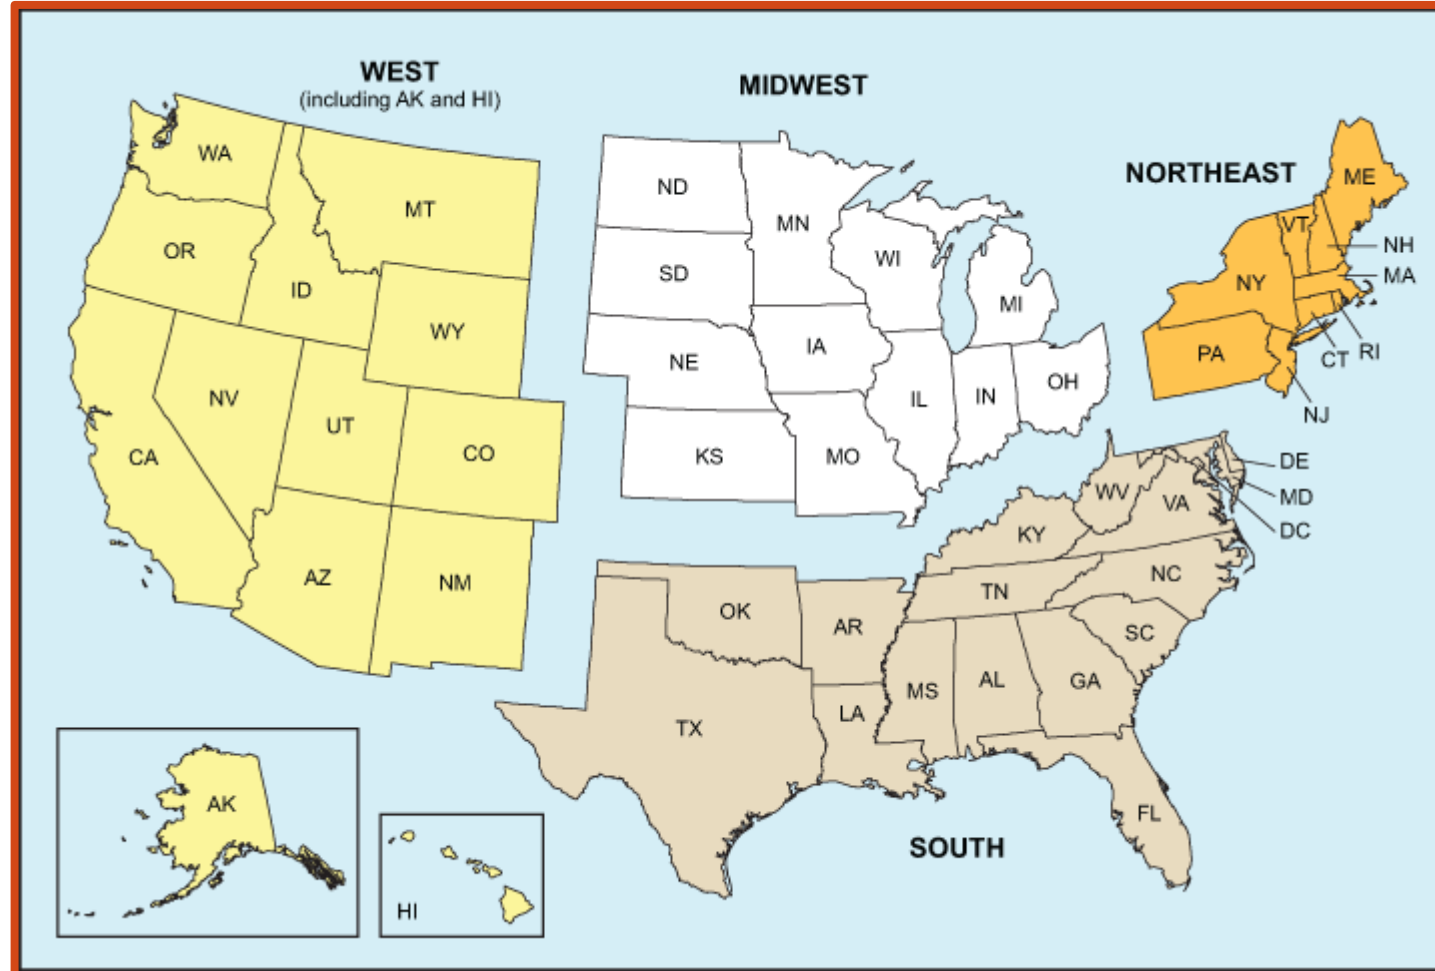 WEST
(including AK and HI)
MIDWEST
NORTHEAST
WA
MT
OR
ID
WY
NV
UT
CO
CA
AZ
NM
ND
MN
SD
WI
MI
NE
IA
IL
IN
OH
KS
MO
ME
VT
NH
MA
NY
PA
CT
RI
NJ
DE
MD
DC
WV
VA
KY
NC
TN
SC
OK
AR
MS
AL
GA
LA
TX
FL
SOUTH
AK
HI